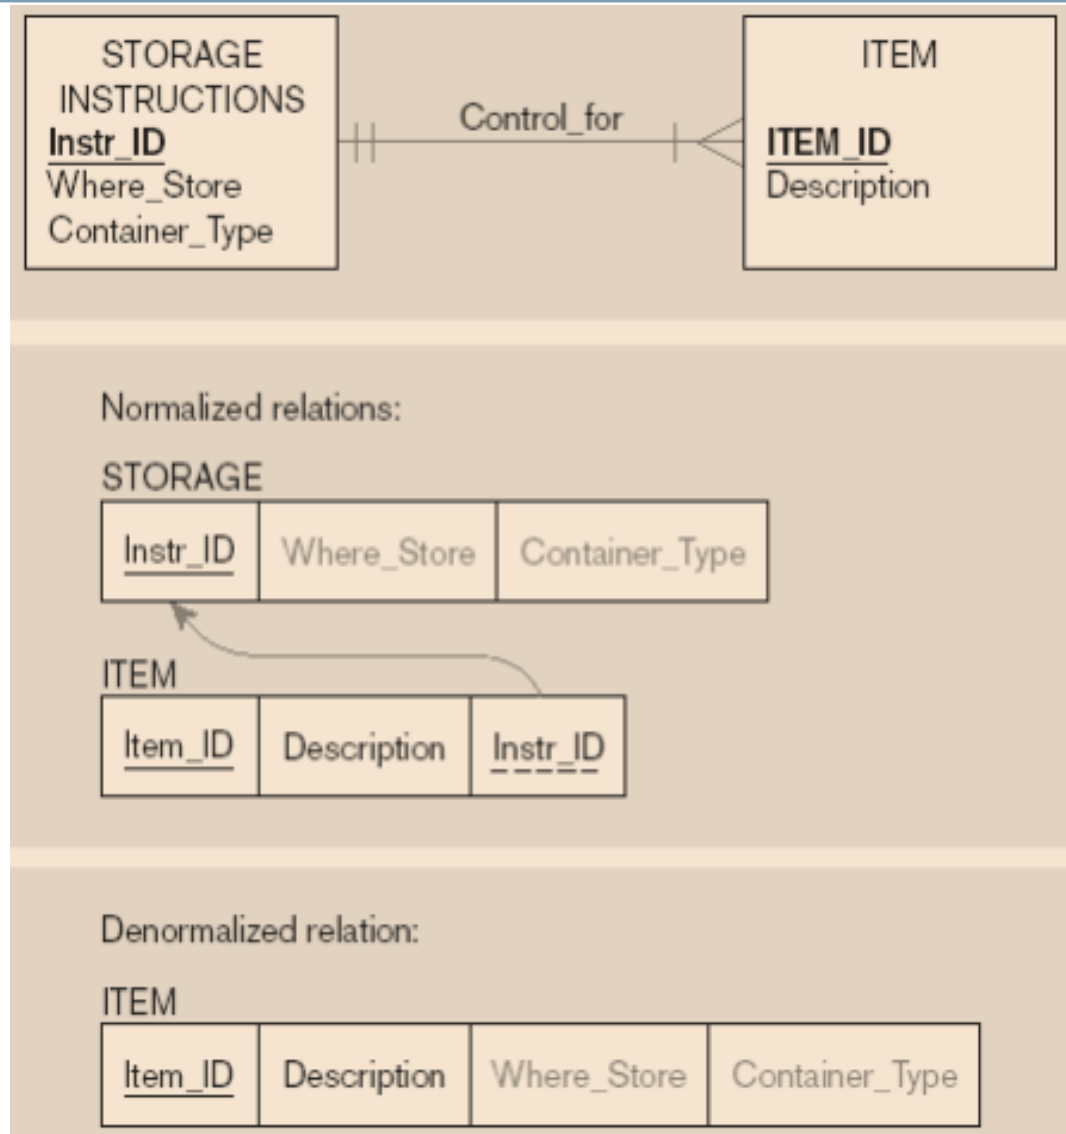 STORAGE
INSTRUCTIONS
Instr_ID
Where_Store
Container_Type
Control_for
ITEM
ITEM_ID
Description
Normalized relations:
STORAGE
Instr_ID Where_Store Container_Type
ITEM
Item_ID Description Instr_ID
Denormalized relation:
ITEM
Item_ID Description Where_Store Container_Type